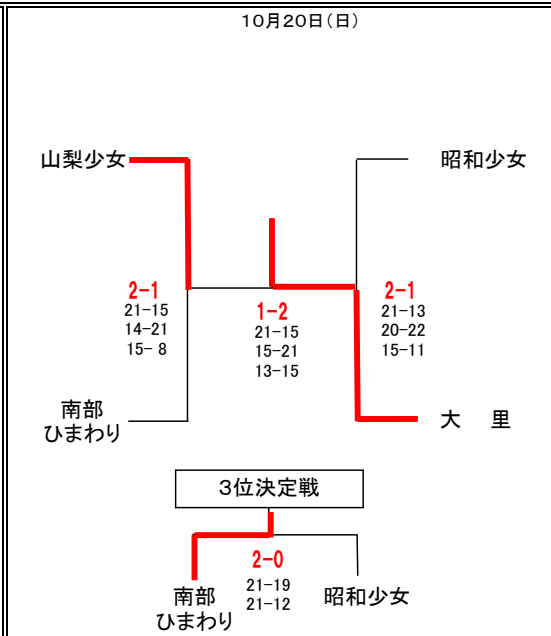 10月20日(日)
山梨少女
昭和少女
2-1
21-15
14-21
15- 8
1-2
21-15
15-21
13-15
2-1
21-13
20-22
15-11
南部
ひまわり
大　里
3位決定戦
2-0
21-19
21-12
南部
ひまわり
昭和少女